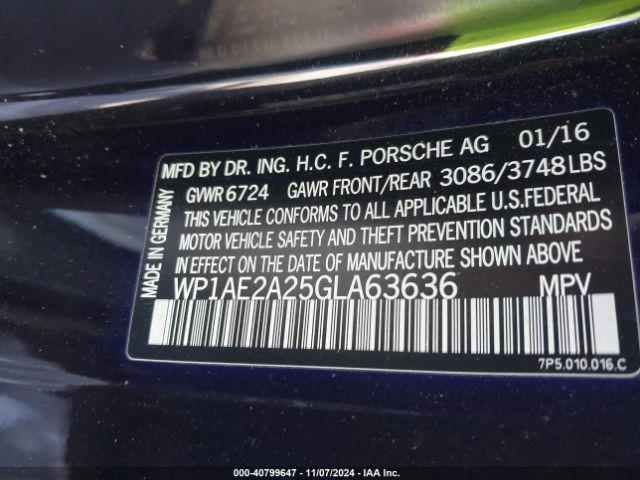 MFD BY DR. ING. H.C. F. PORSCHE AG 01/16
GVWR 6724 GAWR FRONT/REAR 3086/3748LBS
THIS VEHICLE CONFORMS TO ALL APPLICABLE U.S.FEDERAL
MOTOR VEHICLE SAFETY AND THEFT PREVENTION STANDARDS
IN EFFECT ON THE DATE OF MANUFACTURE SHOWN ABOVE
WP1AE2A25GLA63636 MPV
MADE IN GERMANY
7P5.010.016.C
000-40799647 - 11/07/2024 - IAA Inc.